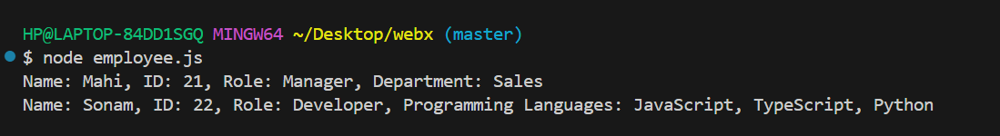 HP@LAPTOP-84DD1SGQ MINGW64 ~/Desktop/webx (master)
$ node employee.js
Name: Mahi, ID: 21, Role: Manager, Department: Sales
Name: Sonam, ID: 22, Role: Developer, Programming Languages: JavaScript, TypeScript, Python